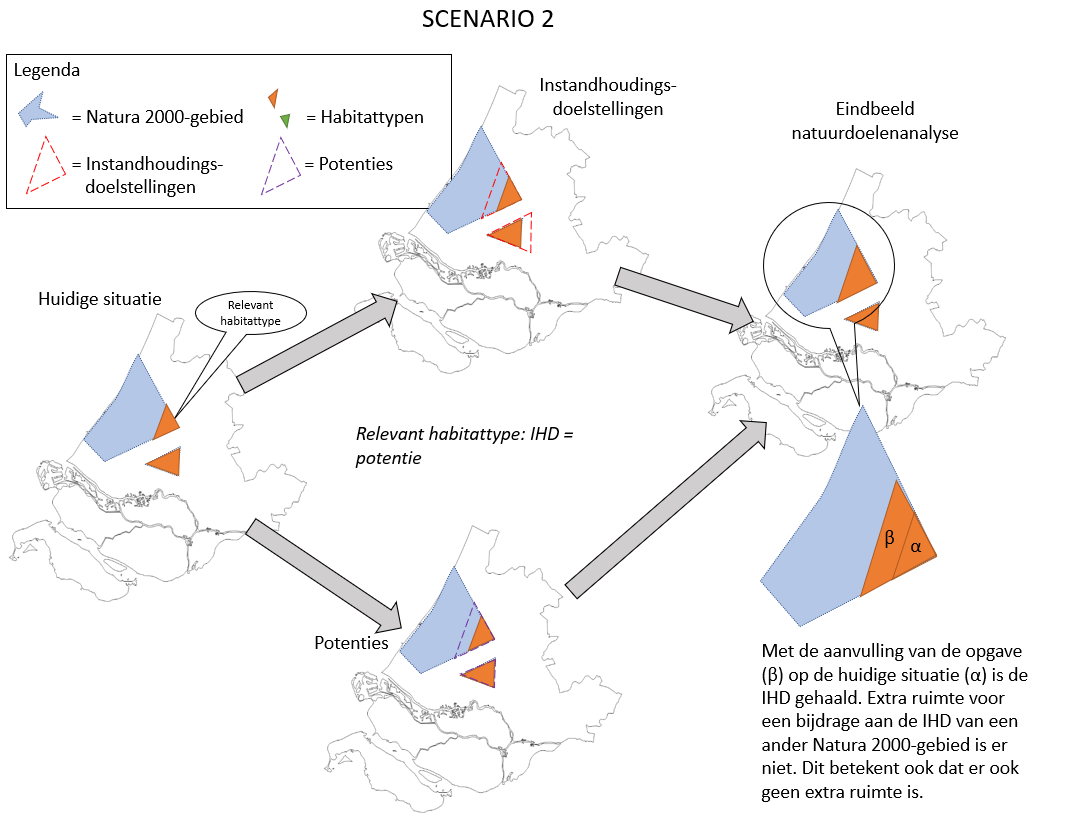 SCENARIO 2
Legenda
= Natura 2000-gebied
= Habitattypen
= Instandhoudings-
doelstellingen
= Potenties
Instandhoudings-
doelstellingen
Eindbeeld
natuurdoelenanalyse
Huidige situatie
Relevant
habitattype
Relevant habitattype: IHD =
potentie
β
α
Potenties
Met de aanvulling van de opgave
(β) op de huidige situatie (α) is de
IHD gehaald. Extra ruimte voor
een bijdrage aan de IHD van een
ander Natura 2000-gebied is er
niet. Dit betekent ook dat er ook
geen extra ruimte is.